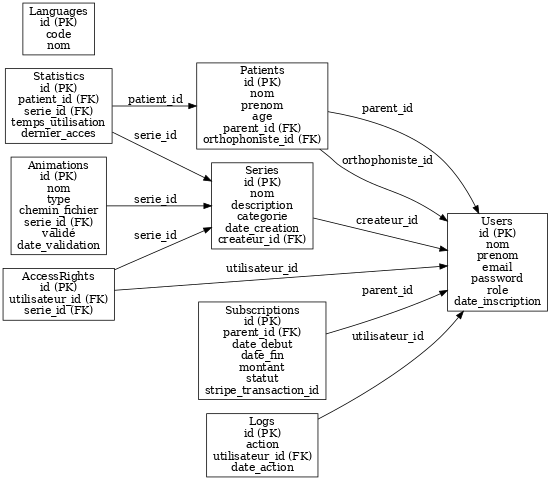 Languages
id (PK)
code
nom
Statistics
id (PK)
patient_id (FK)
serie_id (FK)
temps_utilisation
dernier_acces
Animations
id (PK)
nom
type
chemin_fichier
serie_id (FK)
validé
date_validation
AccessRights
id (PK)
utilisateur_id (FK)
serie_id (FK)
patient_id
serie_id
serie_id
serie_id
utilisateur_id
Patients
id (PK)
nom
prenom
age
parent_id (FK)
orthophoniste_id (FK)
Series
id (PK)
nom
description
categorie
date_creation
createur_id (FK)
Subscriptions
id (PK)
parent_id (FK)
date_debut
date_fin
montant
statut
stripe_transaction_id
Logs
id (PK)
action
utilisateur_id (FK)
date_action
parent_id
orthophoniste_id
createur_id
parent_id
utilisateur_id
Users
id (PK)
nom
prenom
email
password
role
date_inscription